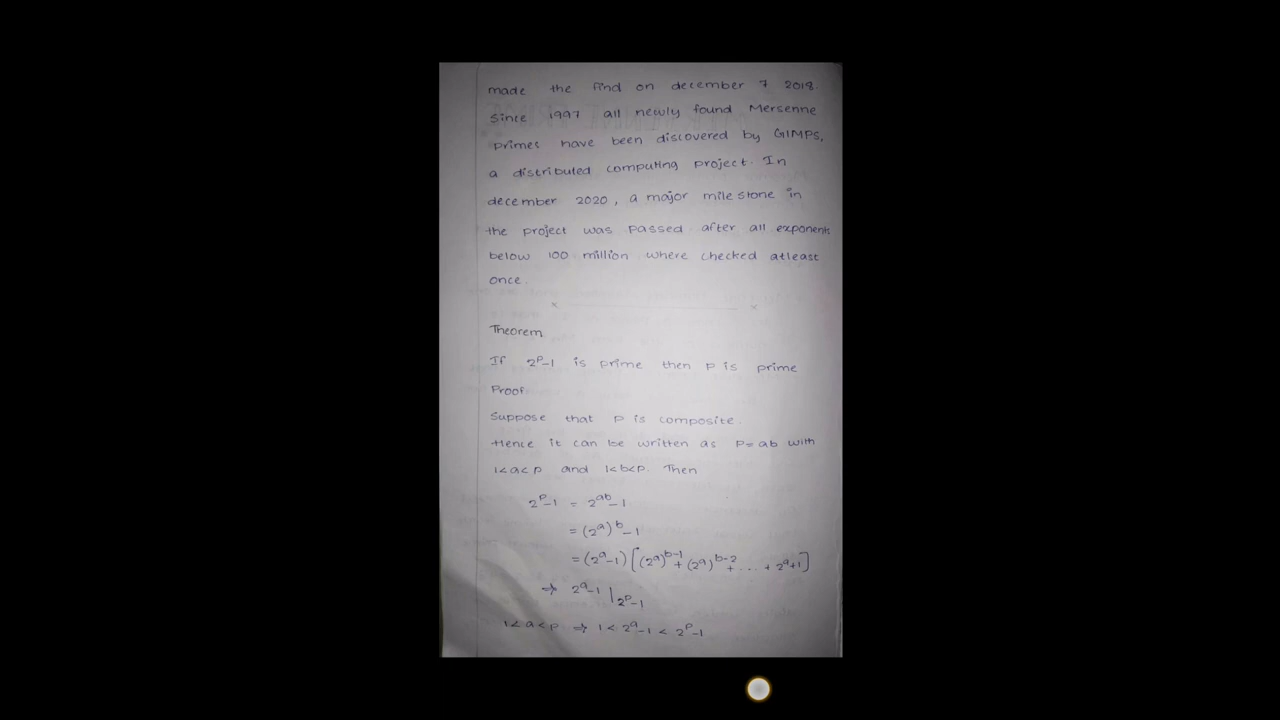 made the find on december 7 2018.
Since 1997 all newly found Mersenne
primes have been discovered by GIMPS,
a distributed computing project. In
december 2020, a major mile stone in
the project was passed after all exponents
below 100 million where checked atleast
once.
Theorem
If 2^p-1 is prime then p is prime
Proof:
Suppose that p is composite.
Hence it can be written as p=ab with
1<a<p and 1<b<p. Then
2^p-1 = 2^ab-1
= (2^a)^b-1
= (2^a-1)[(2^a)^b-1 + (2^a)^b-2 + ... + 2^a+1]
⇒ 2^a-1 | 2^p-1
1<a<p ⇒ 1<2^a-1<2^p-1